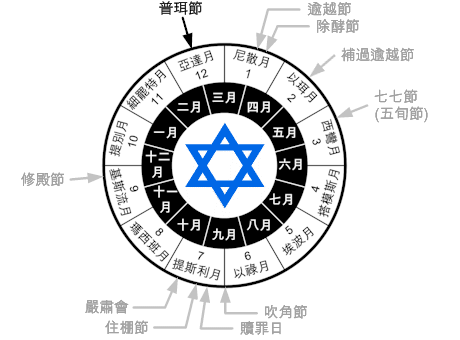 普珥節
逾越節
除酵節
補過逾越節
七七節
(五旬節)
修殿節
嚴肅會
住棚節
贖罪日
吹角節
尼散月
1
以珥月
2
西彎月
3
搭模斯月
4
埃波月
5
以祿月
6
提斯利月
7
瑪西班月
8
基斯流月
9
提別月
10
細罷特月
11
亞達月
12
三月
四月
五月
六月
七月
八月
九月
十月
十一
月
十二
月
一月
二月